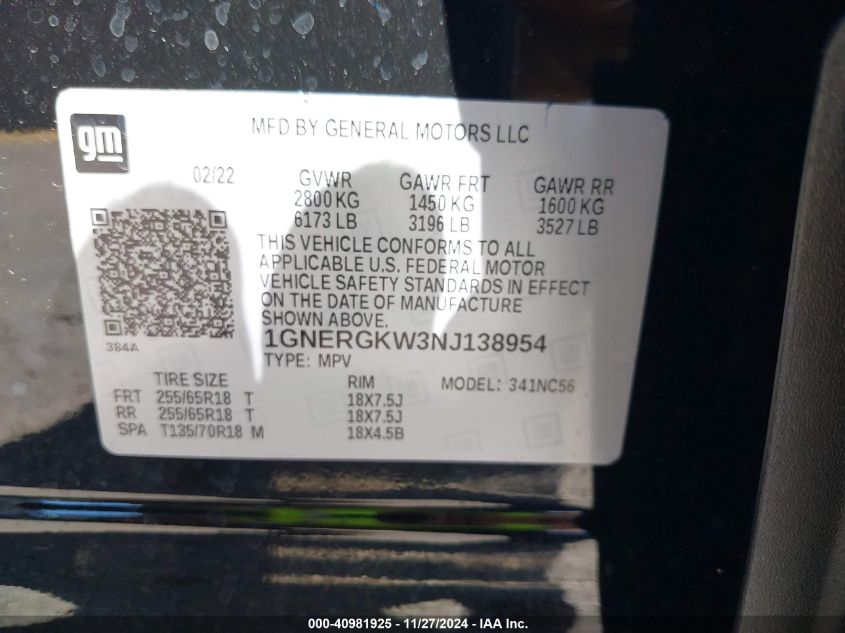 gm
MFD BY GENERAL MOTORS LLC
02/22
GVWR GAWR FRT GAWR RR
2800 KG 1450 KG 1600 KG
6173 LB 3196 LB 3527 LB
THIS VEHICLE CONFORMS TO ALL
APPLICABLE U.S. FEDERAL MOTOR
VEHICLE SAFETY STANDARDS IN EFFECT
ON THE DATE OF MANUFACTURE
SHOWN ABOVE.
384A
1GNERGKW3NJ138954
TYPE: MPV
TIRE SIZE RIM MODEL: 341NC56
FRT 255/65R18 T 18X7.5J
RR 255/65R18 T 18X7.5J
SPA T135/70R18 M 18X4.5B
000-40981925 - 11/27/2024 - IAA Inc.